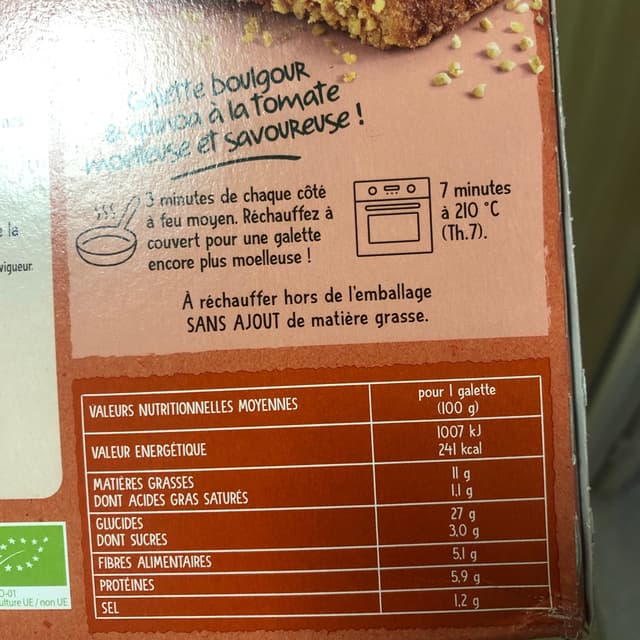 Galette boulgour
& quinoa à la tomate
moelleuse et savoureuse !
3 minutes de chaque côté
à feu moyen. Réchauffez à
couvert pour une galette
encore plus moelleuse !
7 minutes
à 210 °C
(Th.7).
À réchauffer hors de l'emballage
SANS AJOUT de matière grasse.
e la
vigueur.
VALEURS NUTRITIONNELLES MOYENNES
pour 1 galette
(100 g)
VALEUR ENERGÉTIQUE
1007 kJ
241 kcal
MATIÈRES GRASSES
DONT ACIDES GRAS SATURÉS
11 g
1,1 g
GLUCIDES
DONT SUCRES
27 g
3,0 g
FIBRES ALIMENTAIRES
5,1 g
PROTÉINES
5,9 g
SEL
1,2 g
O-01
ulture UE / non UE